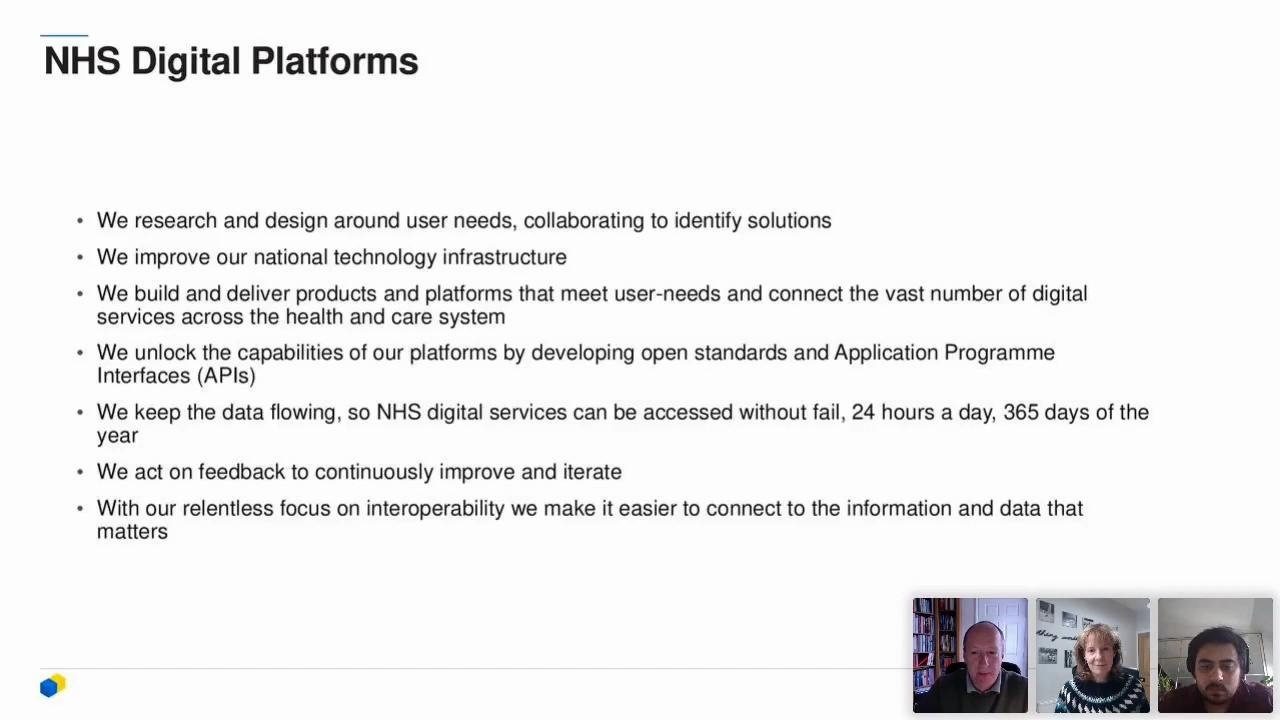 NHS Digital Platforms
• We research and design around user needs, collaborating to identify solutions
• We improve our national technology infrastructure
• We build and deliver products and platforms that meet user-needs and connect the vast number of digital
services across the health and care system
• We unlock the capabilities of our platforms by developing open standards and Application Programme
Interfaces (APIs)
• We keep the data flowing, so NHS digital services can be accessed without fail, 24 hours a day, 365 days of the
year
• We act on feedback to continuously improve and iterate
• With our relentless focus on interoperability we make it easier to connect to the information and data that
matters